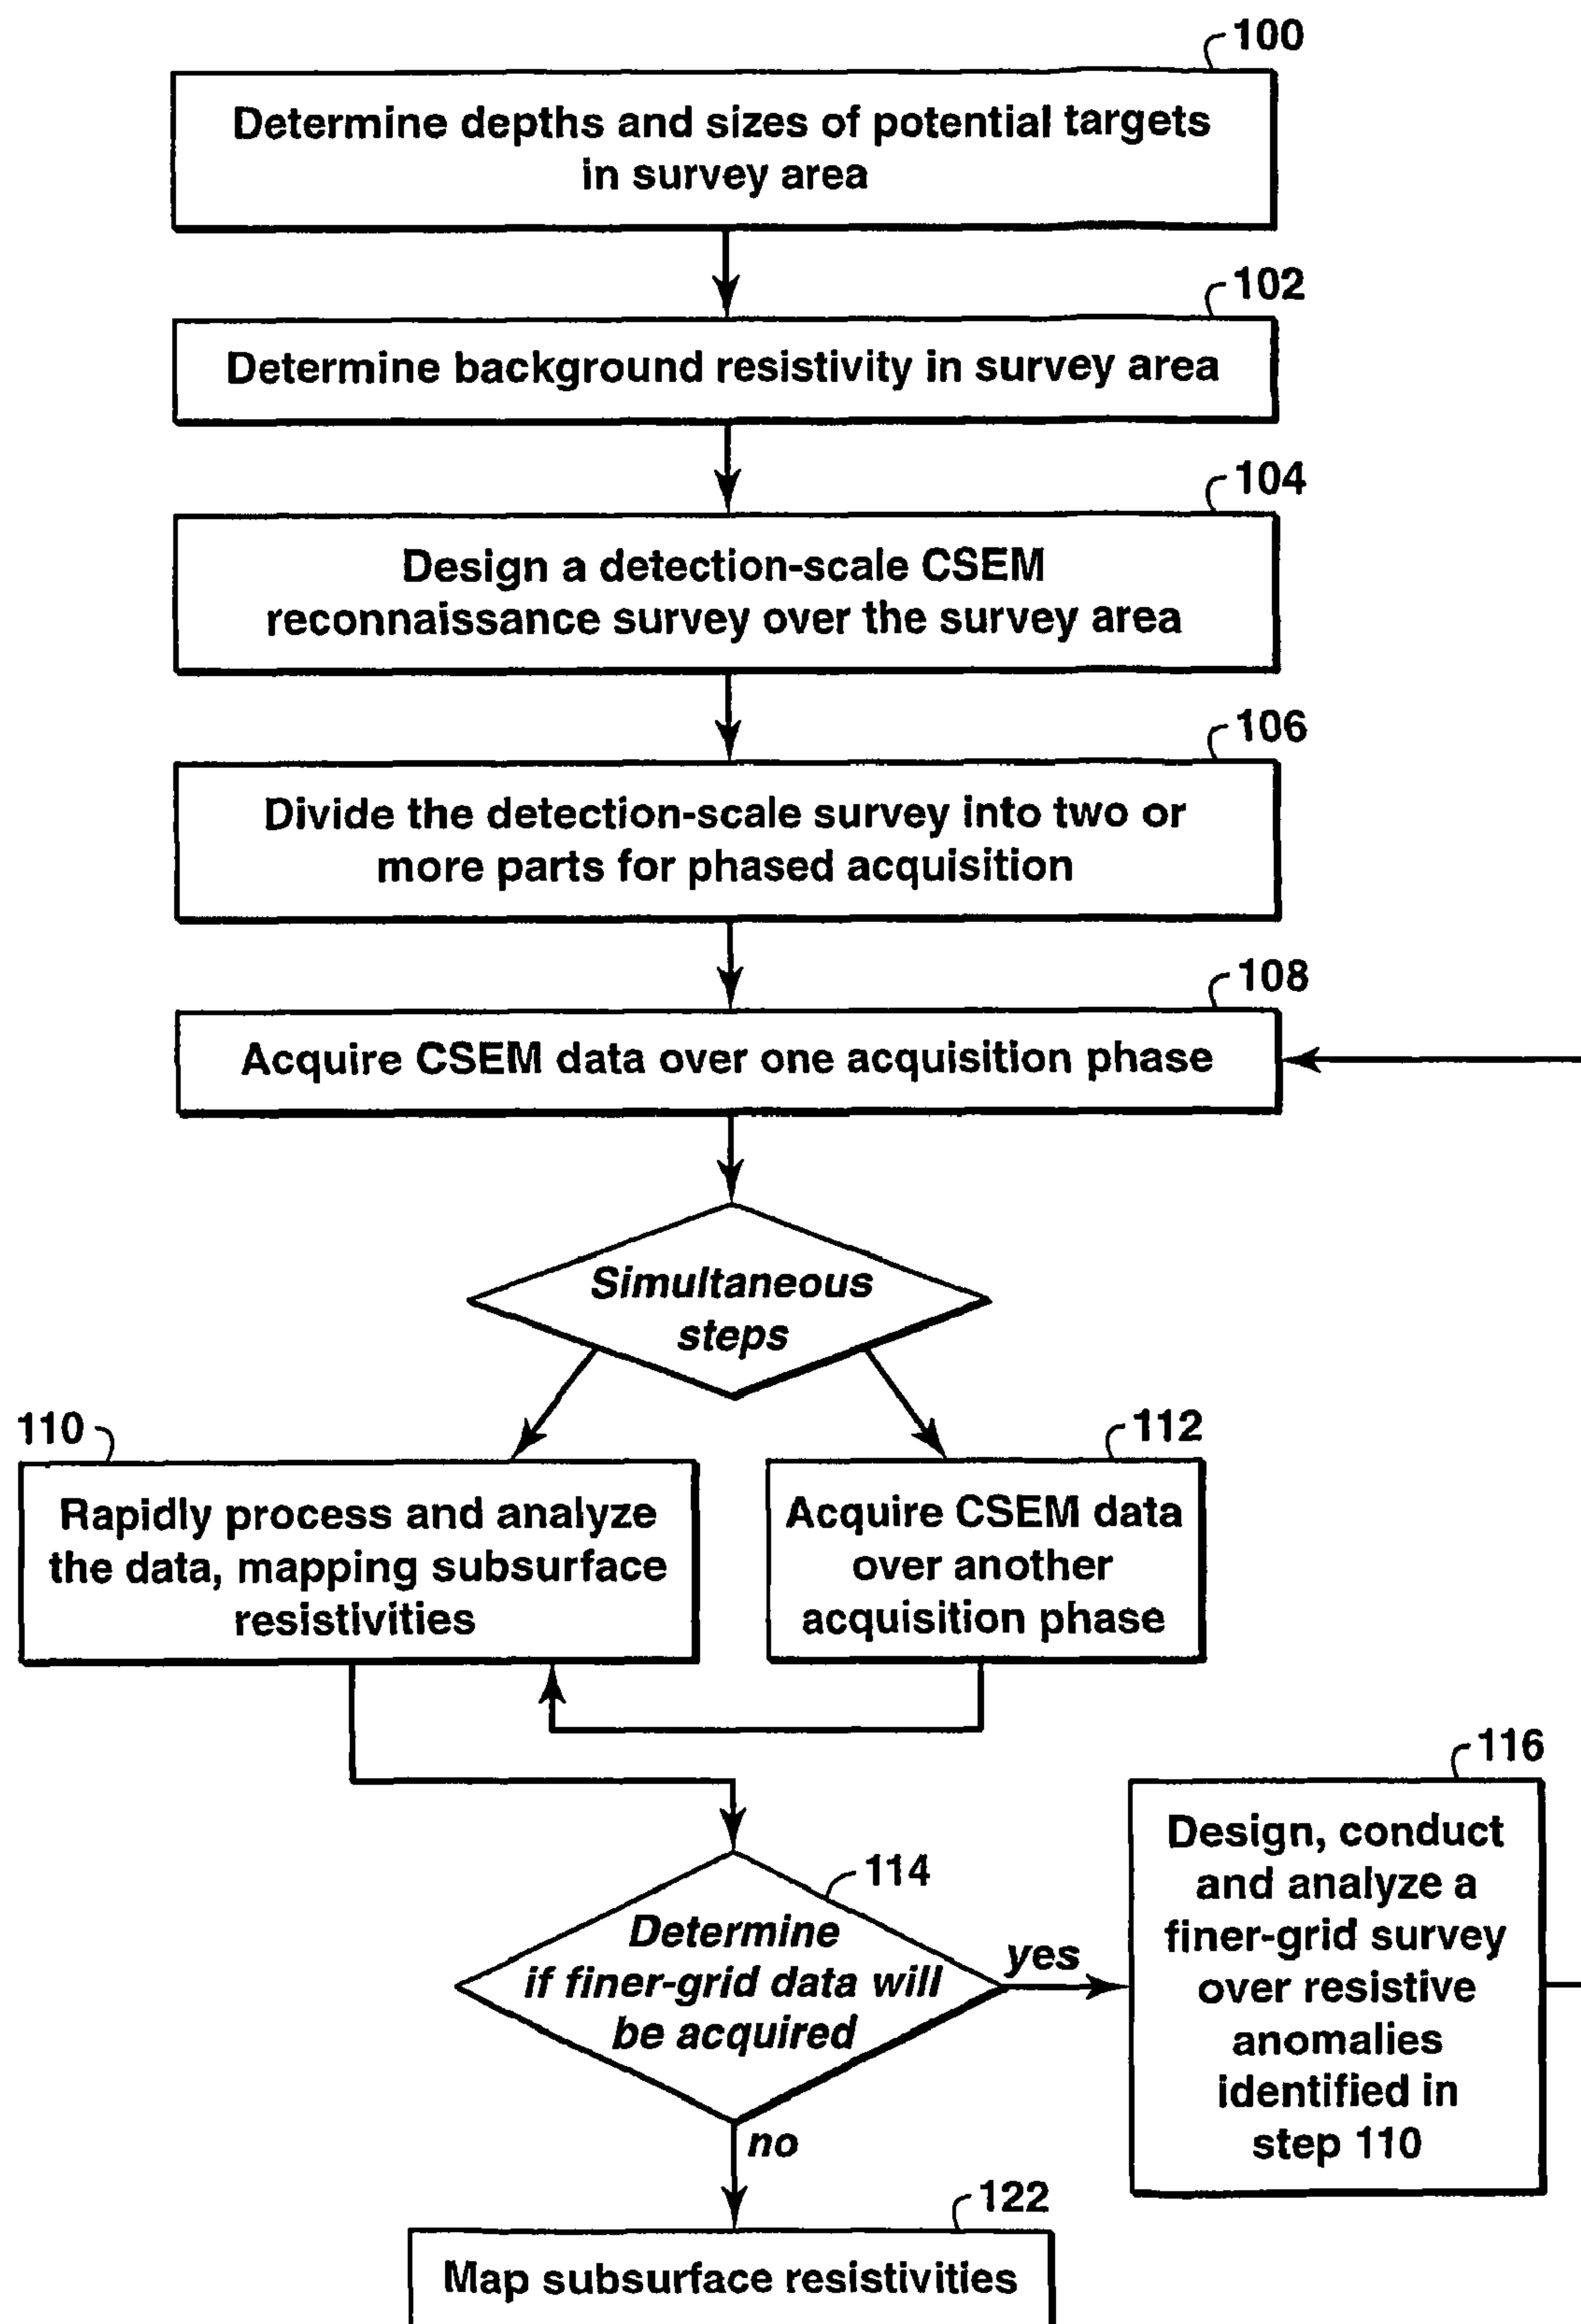 100
Determine depths and sizes of potential targets
in survey area
102
Determine background resistivity in survey area
104
Design a detection-scale CSEM
reconnaissance survey over the survey area
106
Divide the detection-scale survey into two or
more parts for phased acquisition
108
Acquire CSEM data over one acquisition phase
Simultaneous
steps
110
Rapidly process and analyze
the data, mapping subsurface
resistivities
112
Acquire CSEM data
over another
acquisition phase
114
Determine
if finer-grid data will
be acquired
yes
116
Design, conduct
and analyze a
finer-grid survey
over resistive
anomalies
identified in
step 110
no
122
Map subsurface resistivities